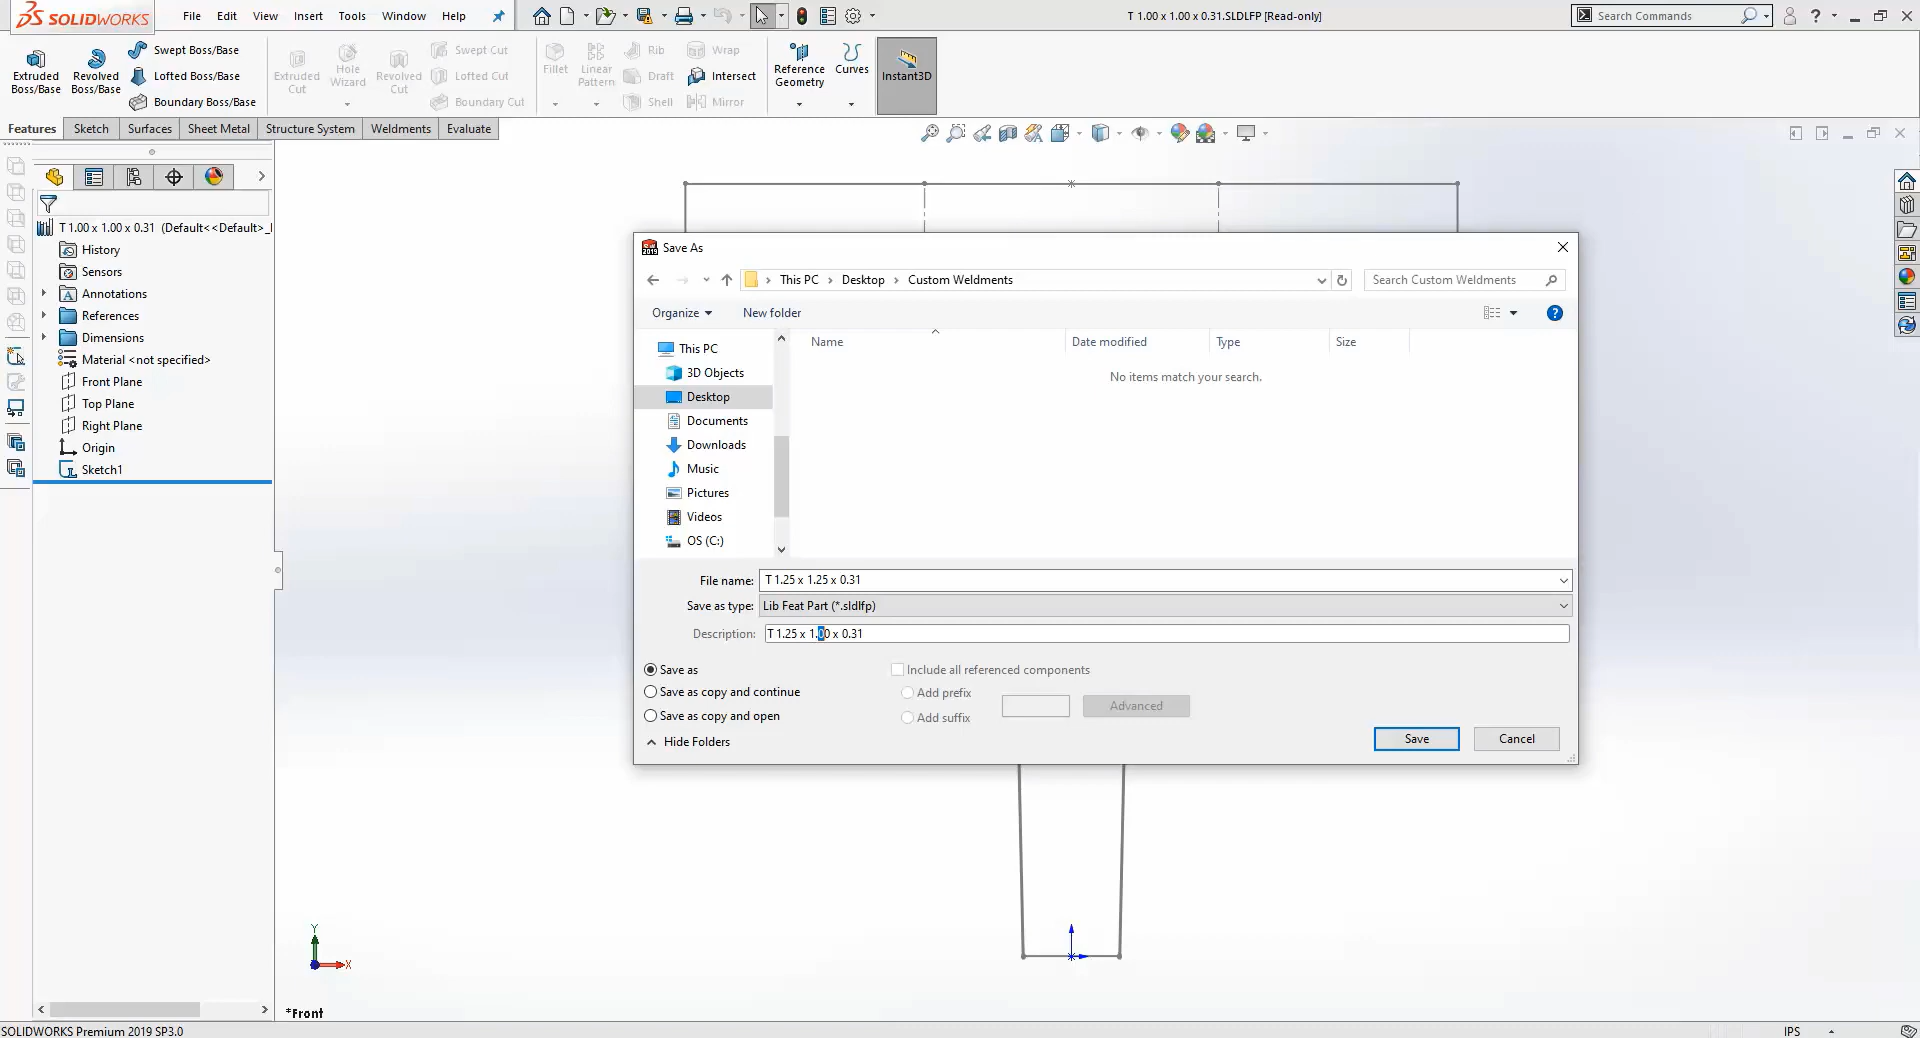 SOLIDWORKS
File Edit View Insert Tools Window Help
T 1.00 x 1.00 x 0.31.SLDLFP [Read-only]
Search Commands
Extruded Boss/Base
Revolved Boss/Base
Swept Boss/Base
Lofted Boss/Base
Boundary Boss/Base
Extruded Cut
Hole Wizard
Revolved Cut
Swept Cut
Lofted Cut
Boundary Cut
Fillet
Linear Pattern
Rib
Draft
Shell
Wrap
Intersect
Mirror
Reference Geometry
Curves
Instant3D
Features Sketch Surfaces Sheet Metal Structure System Weldments Evaluate
T 1.00 x 1.00 x 0.31 (Default<<Default>_
History
Sensors
Annotations
References
Dimensions
Material <not specified>
Front Plane
Top Plane
Right Plane
Origin
Sketch1
2019 Save As
This PC > Desktop > Custom Weldments
Search Custom Weldments
Organize New folder
?
This PC
3D Objects
Desktop
Documents
Downloads
Music
Pictures
Videos
OS (C:)
Name Date modified Type Size
No items match your search.
File name: T 1.25 x 1.25 x 0.31
Save as type: Lib Feat Part (*.sldlfp)
Description: T 1.25 x 1.00 x 0.31
Save as
Save as copy and continue
Save as copy and open
Include all referenced components
Add prefix
Add suffix
Advanced
Hide Folders
Save Cancel
Y
X
*Front
SOLIDWORKS Premium 2019 SP3.0
IPS